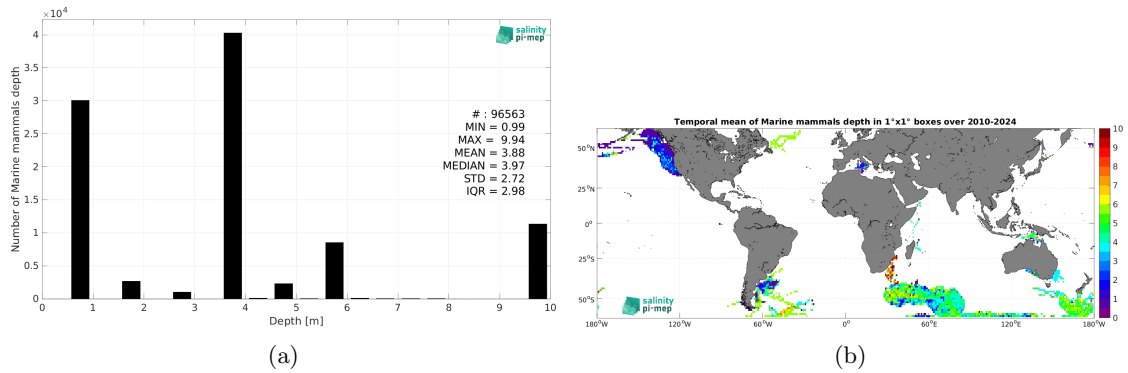 ×10⁴
4
3.5
3
2.5
2
1.5
1
0.5
0
Number of Marine mammals depth
0 1 2 3 4 5 6 7 8 9 10
Depth [m]
salinity
pi-mep
# : 96563
MIN = 0.99
MAX = 9.94
MEAN = 3.88
MEDIAN = 3.97
STD = 2.72
IQR = 2.98
(a)
Temporal mean of Marine mammals depth in 1°x1° boxes over 2010-2024
50°N
25°N
0°
25°S
50°S
180°W 120°W 60°W 0°E 60°E 120°E 180°E
salinity
pi-mep
10
9
8
7
6
5
4
3
2
1
0
(b)